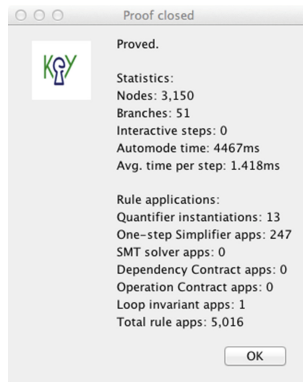 Proof closed
KeY
Proved.
Statistics:
Nodes: 3,150
Branches: 51
Interactive steps: 0
Automode time: 4467ms
Avg. time per step: 1.418ms
Rule applications:
Quantifier instantiations: 13
One-step Simplifier apps: 247
SMT solver apps: 0
Dependency Contract apps: 0
Operation Contract apps: 0
Loop invariant apps: 1
Total rule apps: 5,016
OK